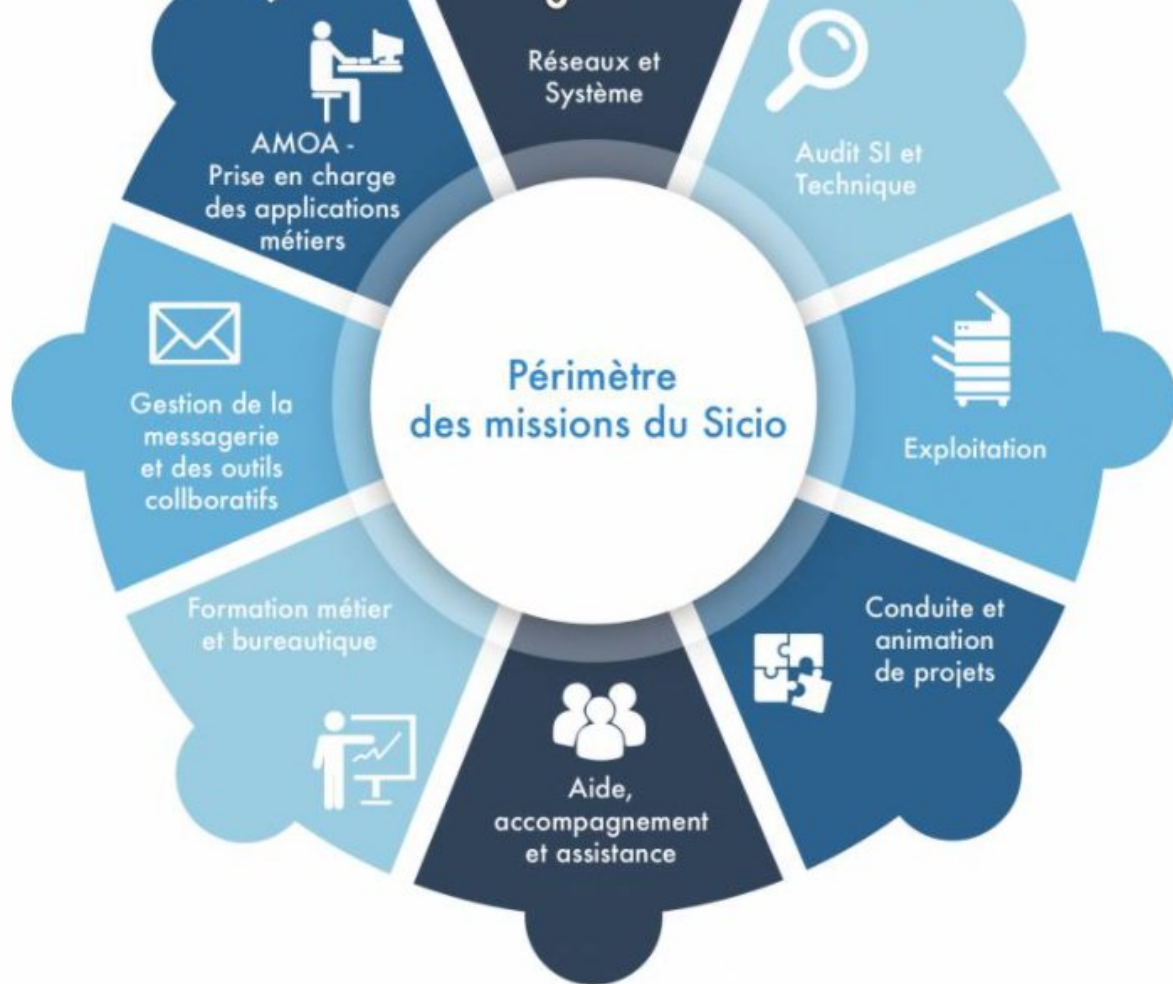 Réseaux et
Système
Audit SI et
Technique
AMOA -
Prise en charge
des applications
métiers
Périmètre
des missions du Sicio
Gestion de la
messagerie
et des outils
collboratifs
Exploitation
Formation métier
et bureautique
Conduite et
animation
de projets
Aide,
accompagnement
et assistance